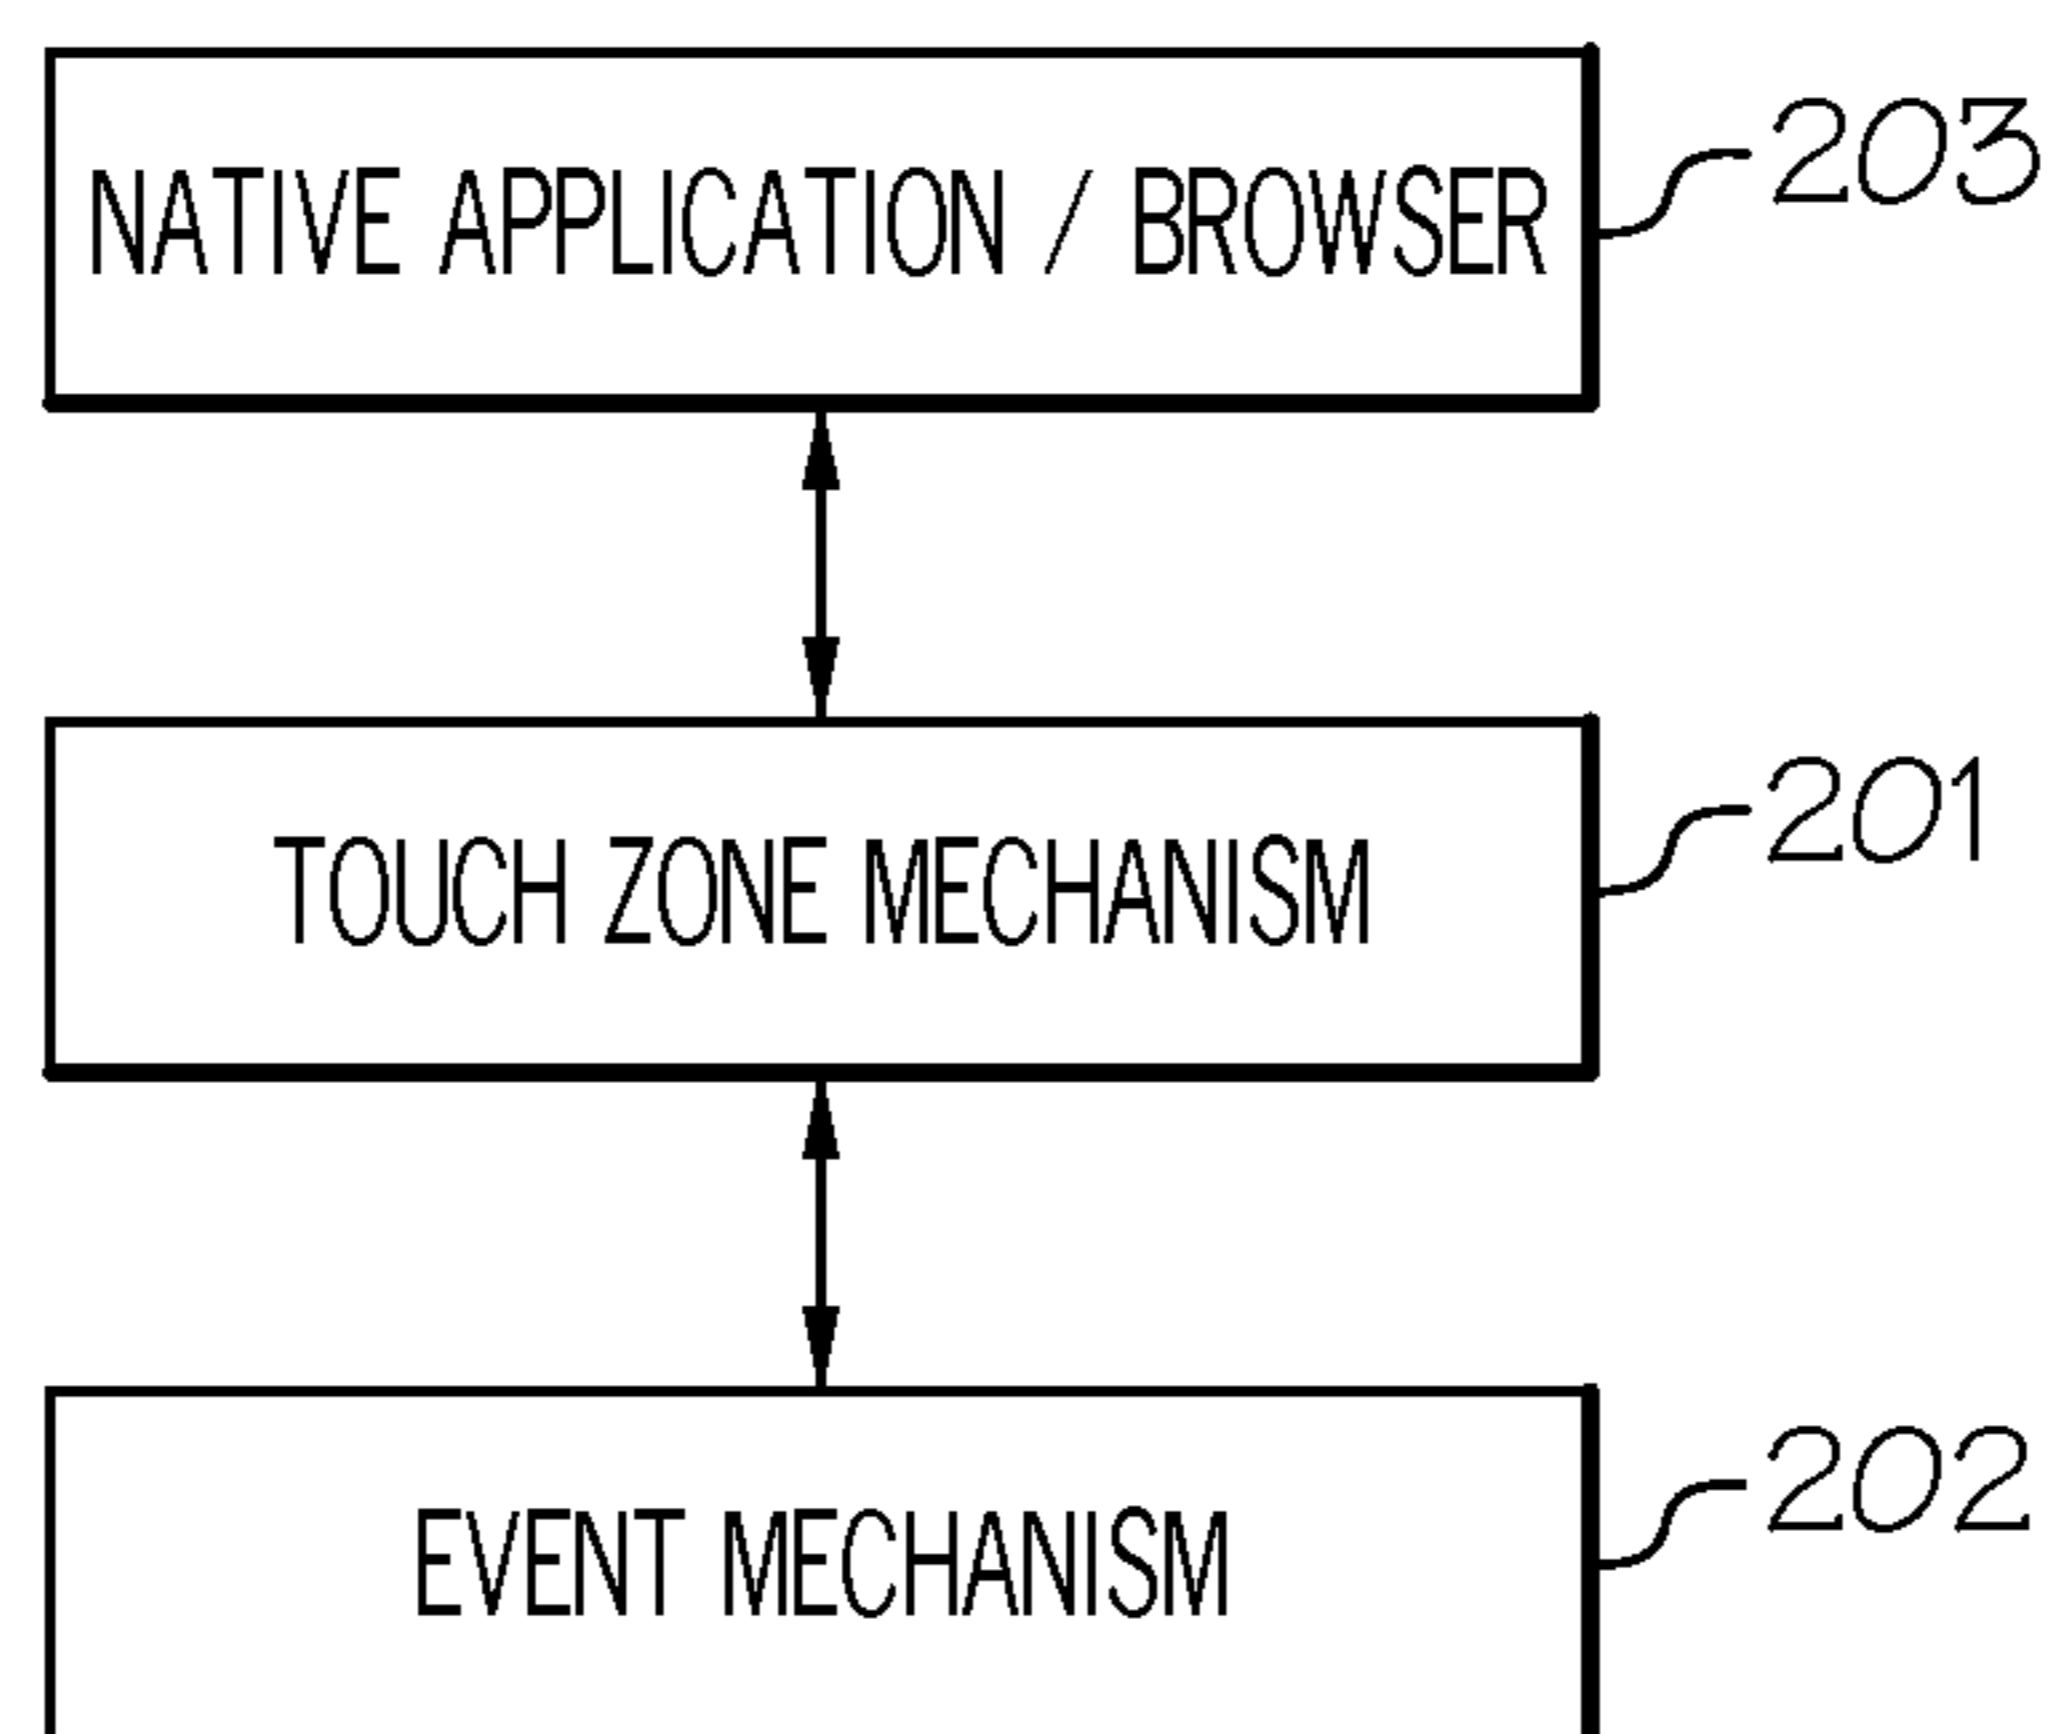 NATIVE APPLICATION / BROWSER
203
TOUCH ZONE MECHANISM
201
EVENT MECHANISM
202